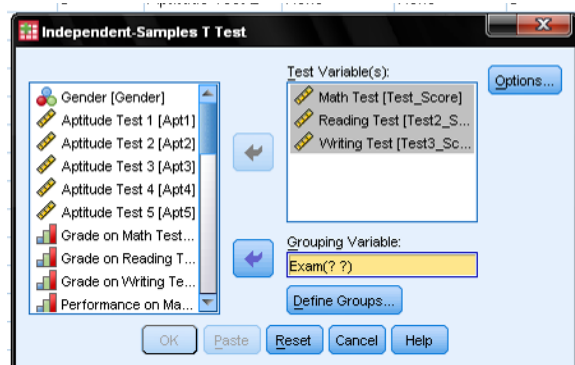 Independent-Samples T Test
Gender [Gender]
Aptitude Test 1 [Apt1]
Aptitude Test 2 [Apt2]
Aptitude Test 3 [Apt3]
Aptitude Test 4 [Apt4]
Aptitude Test 5 [Apt5]
Grade on Math Test...
Grade on Reading T...
Grade on Writing Te...
Performance on Ma...
Test Variable(s):
Math Test [Test_Score]
Reading Test [Test2_S...
Writing Test [Test3_Sc...
Grouping Variable:
Exam(? ?)
Define Groups...
Options...
OK
Paste
Reset
Cancel
Help